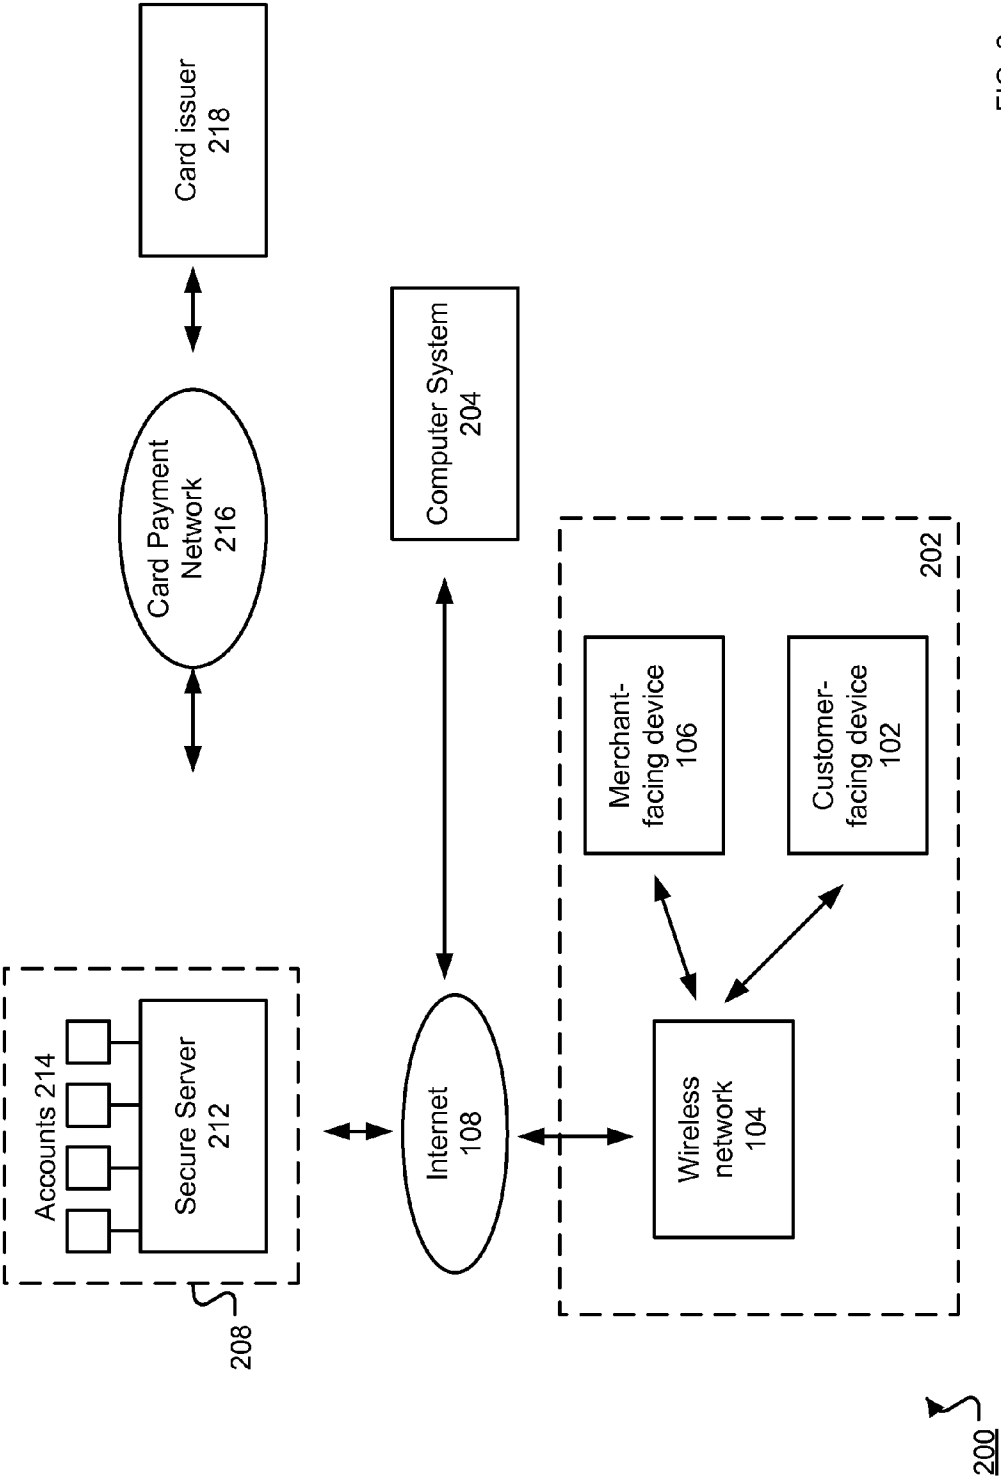 Accounts 214
Secure Server
212
208
Card Payment
Network
216
Card issuer
218
Internet
108
Computer System
204
Wireless
network
104
Merchant-
facing device
106
Customer-
facing device
102
202
200
FIG.